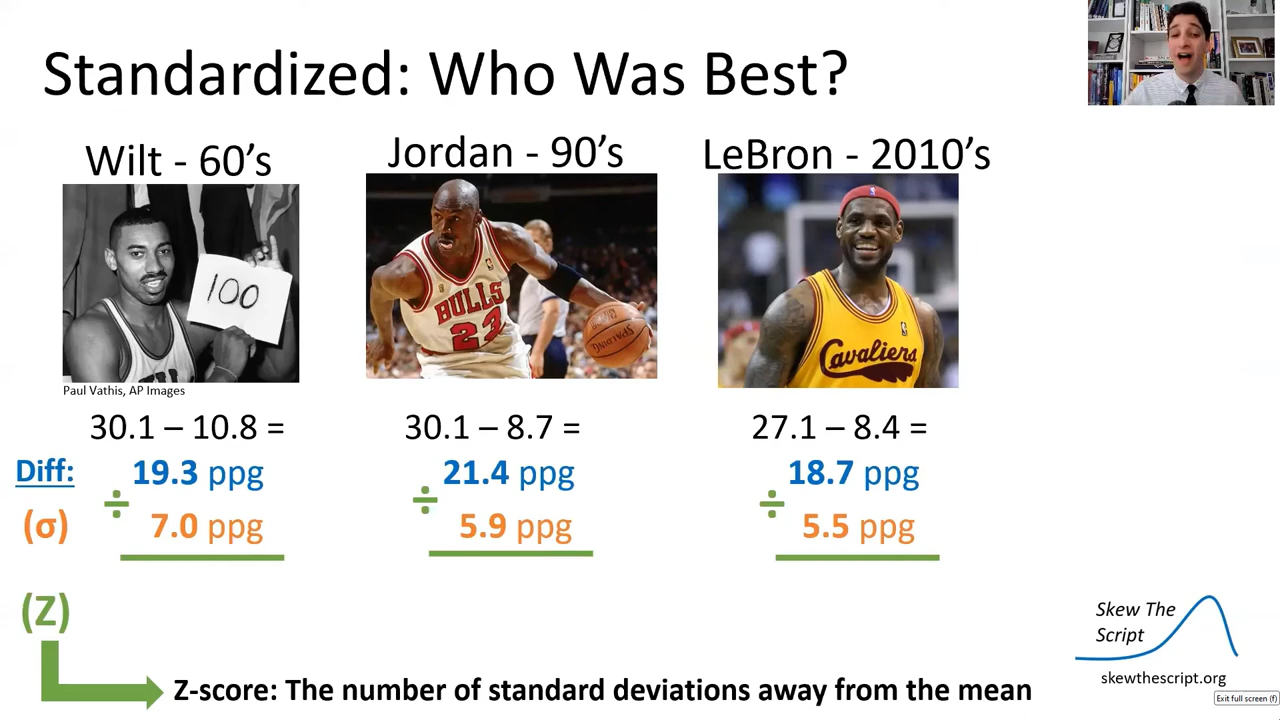 Standardized: Who Was Best?
Wilt - 60's
Jordan - 90's
LeBron - 2010's
100
BULLS
23
SPALDING
Cavaliers
Paul Vathis, AP Images
30.1 – 10.8 =
30.1 – 8.7 =
27.1 – 8.4 =
Diff:
19.3 ppg
21.4 ppg
18.7 ppg
÷
÷
÷
(σ)
7.0 ppg
5.9 ppg
5.5 ppg
(Z)
Z-score: The number of standard deviations away from the mean
Skew The
Script
skewthescript.org
Exit full screen (f)